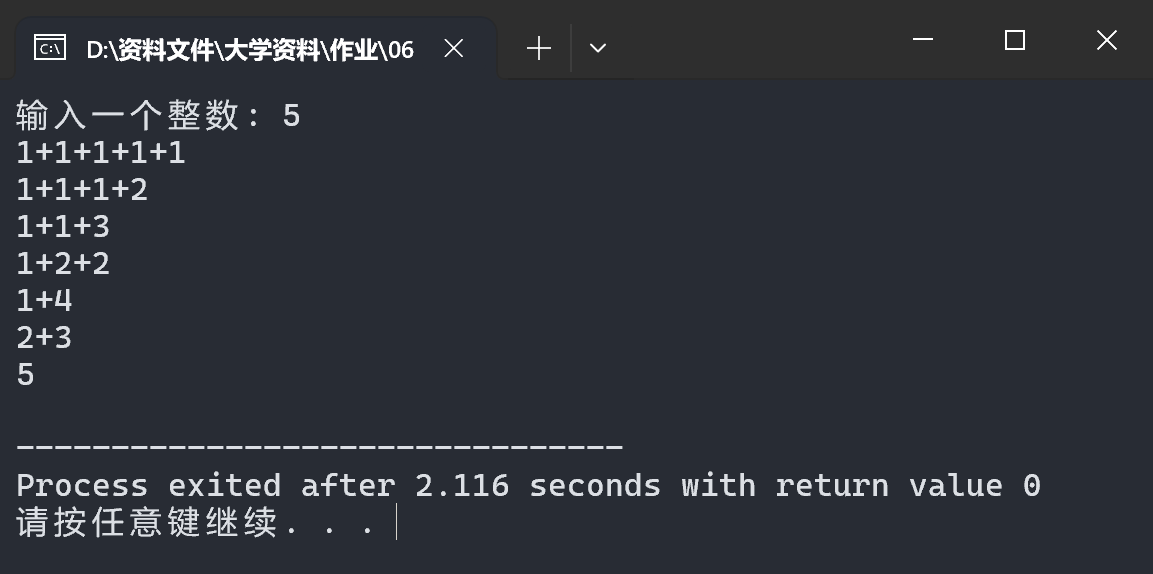 D:\资料文件\大学资料\作业\06
输入一个整数: 5
1+1+1+1+1
1+1+1+2
1+1+3
1+2+2
1+4
2+3
5
--------------------------------
Process exited after 2.116 seconds with return value 0
请按任意键继续. . .